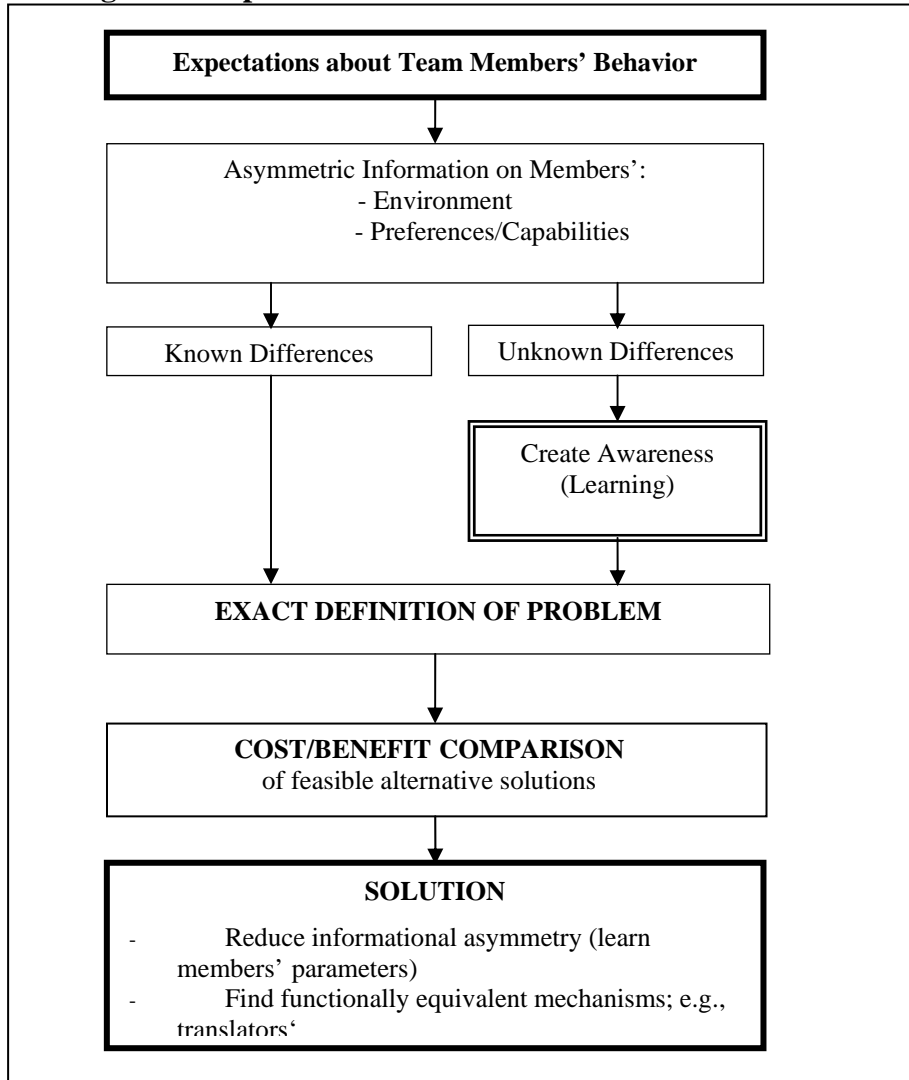 Expectations about Team Members’ Behavior
Asymmetric Information on Members’:
- Environment
- Preferences/Capabilities
Known Differences
Unknown Differences
Create Awareness
(Learning)
EXACT DEFINITION OF PROBLEM
COST/BENEFIT COMPARISON
of feasible alternative solutions
SOLUTION
- Reduce informational asymmetry (learn
members’ parameters)
- Find functionally equivalent mechanisms; e.g.,
translators‘